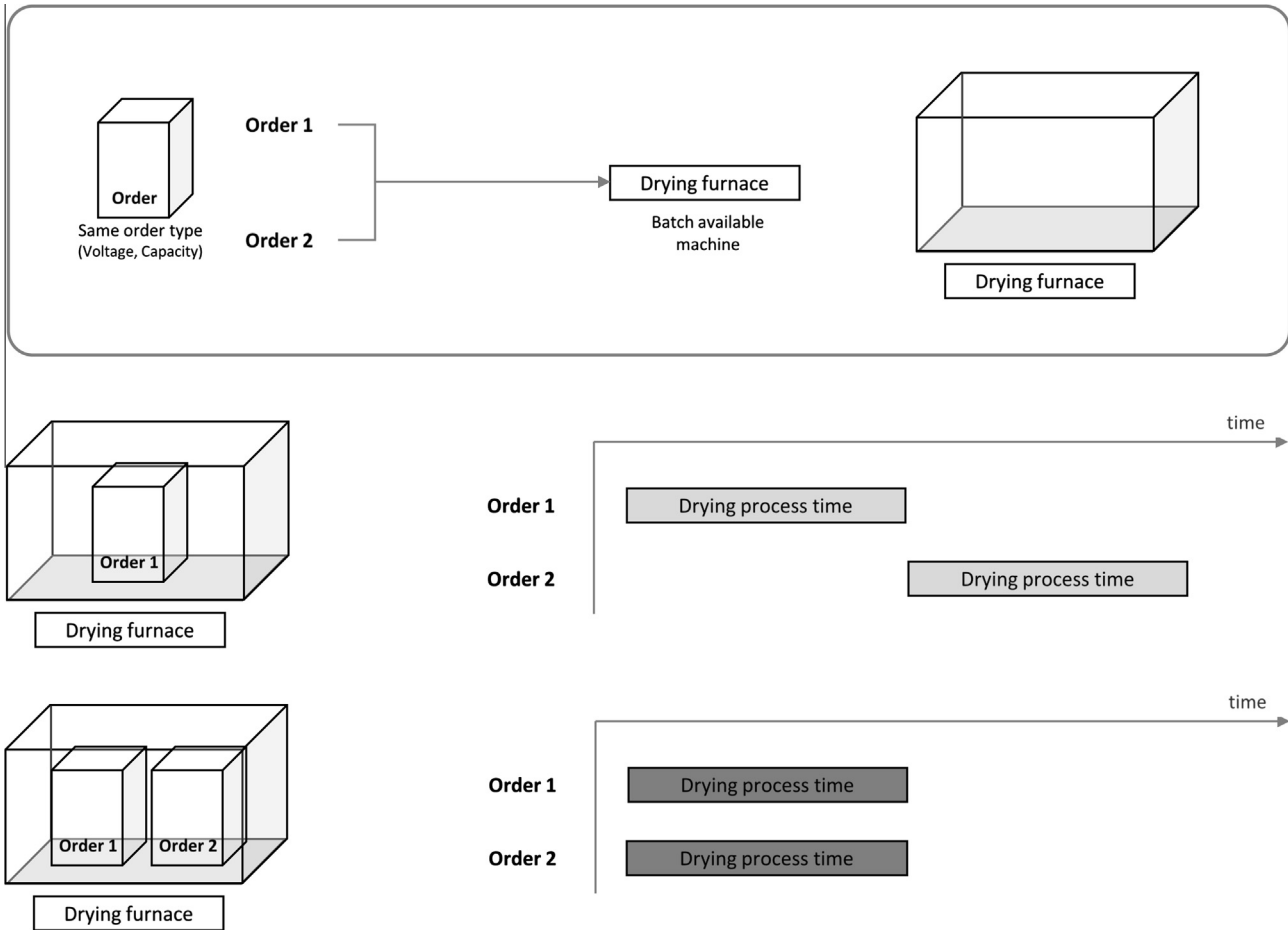 Order 1
Order
Drying furnace
Same order type
(Voltage, Capacity)
Order 2
Batch available
machine
Drying furnace
time
Order 1
Drying process time
Order 1
Order 2
Drying process time
Drying furnace
time
Order 1
Drying process time
Order 1
Order 2
Order 2
Drying process time
Drying furnace